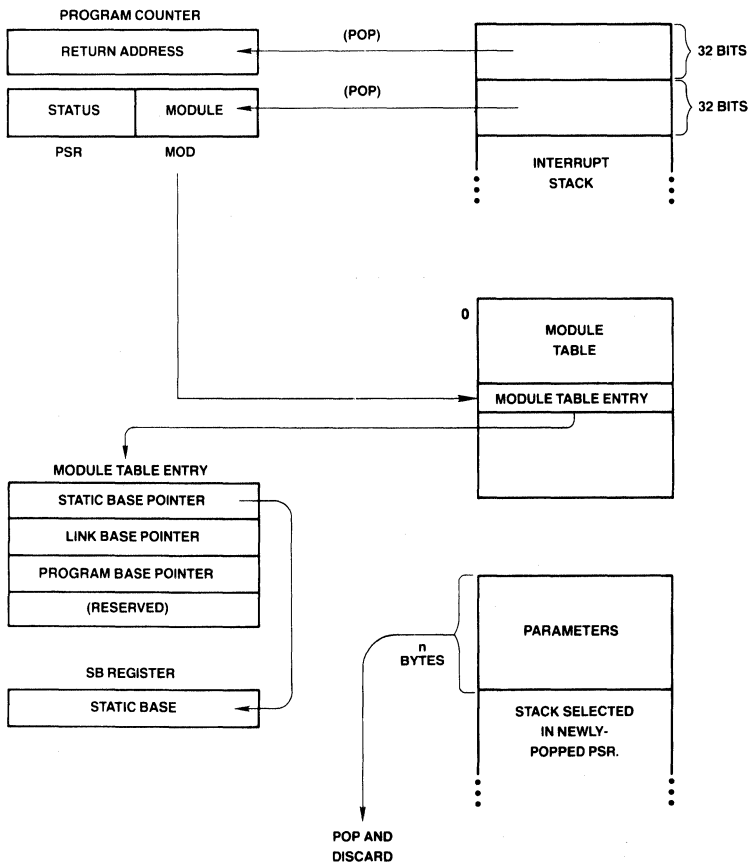 PROGRAM COUNTER
RETURN ADDRESS
(POP)
32 BITS
STATUS
MODULE
(POP)
32 BITS
PSR
MOD
INTERRUPT
STACK
0
MODULE
TABLE
MODULE TABLE ENTRY
MODULE TABLE ENTRY
STATIC BASE POINTER
LINK BASE POINTER
PROGRAM BASE POINTER
(RESERVED)
PARAMETERS
n
BYTES
SB REGISTER
STATIC BASE
STACK SELECTED
IN NEWLY-
POPPED PSR.
POP AND
DISCARD